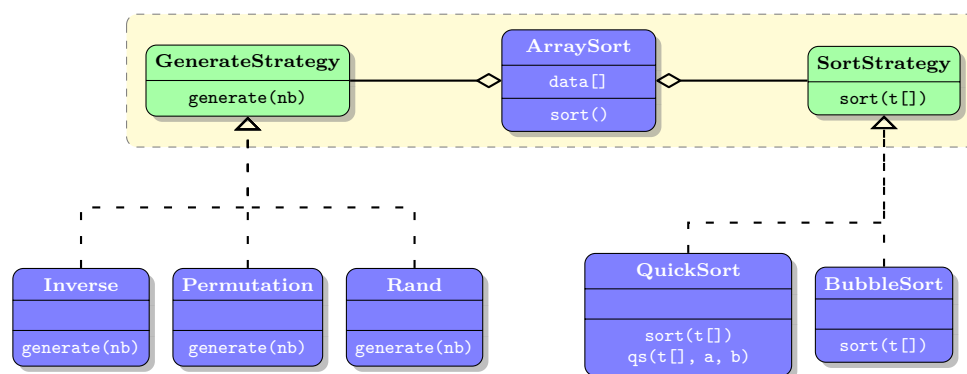 GenerateStrategy
generate(nb)
ArraySort
data[]
sort()
SortStrategy
sort(t[])
Inverse
generate(nb)
Permutation
generate(nb)
Rand
generate(nb)
QuickSort
sort(t[])
qs(t[], a, b)
BubbleSort
sort(t[])